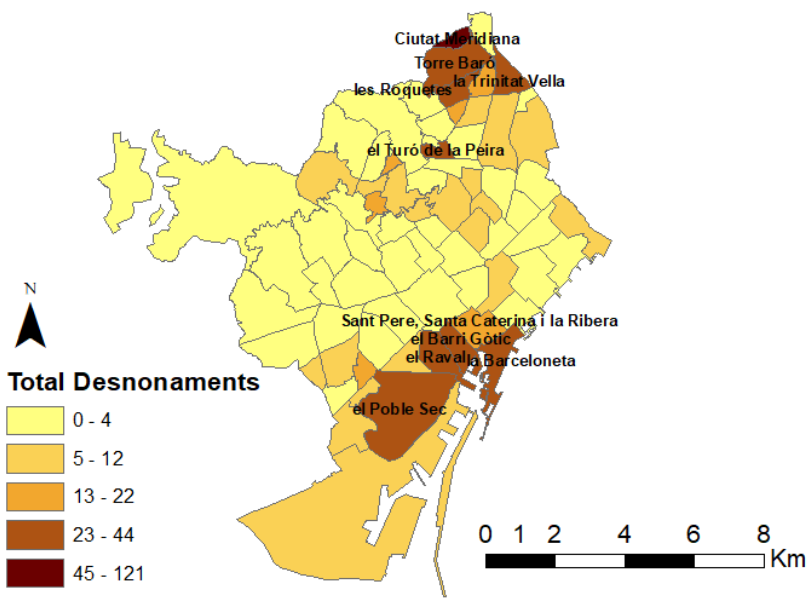 Ciutat Meridiana
Torre Baró
la Trinitat Vella
les Roquetes
el Turó de la Peira
N
Sant Pere, Santa Caterina i la Ribera
el Barri Gòtic
el Raval
la Barceloneta
el Poble Sec
Total Desnonaments
0 - 4
5 - 12
13 - 22
23 - 44
45 - 121
0 1 2 4 6 8
Km